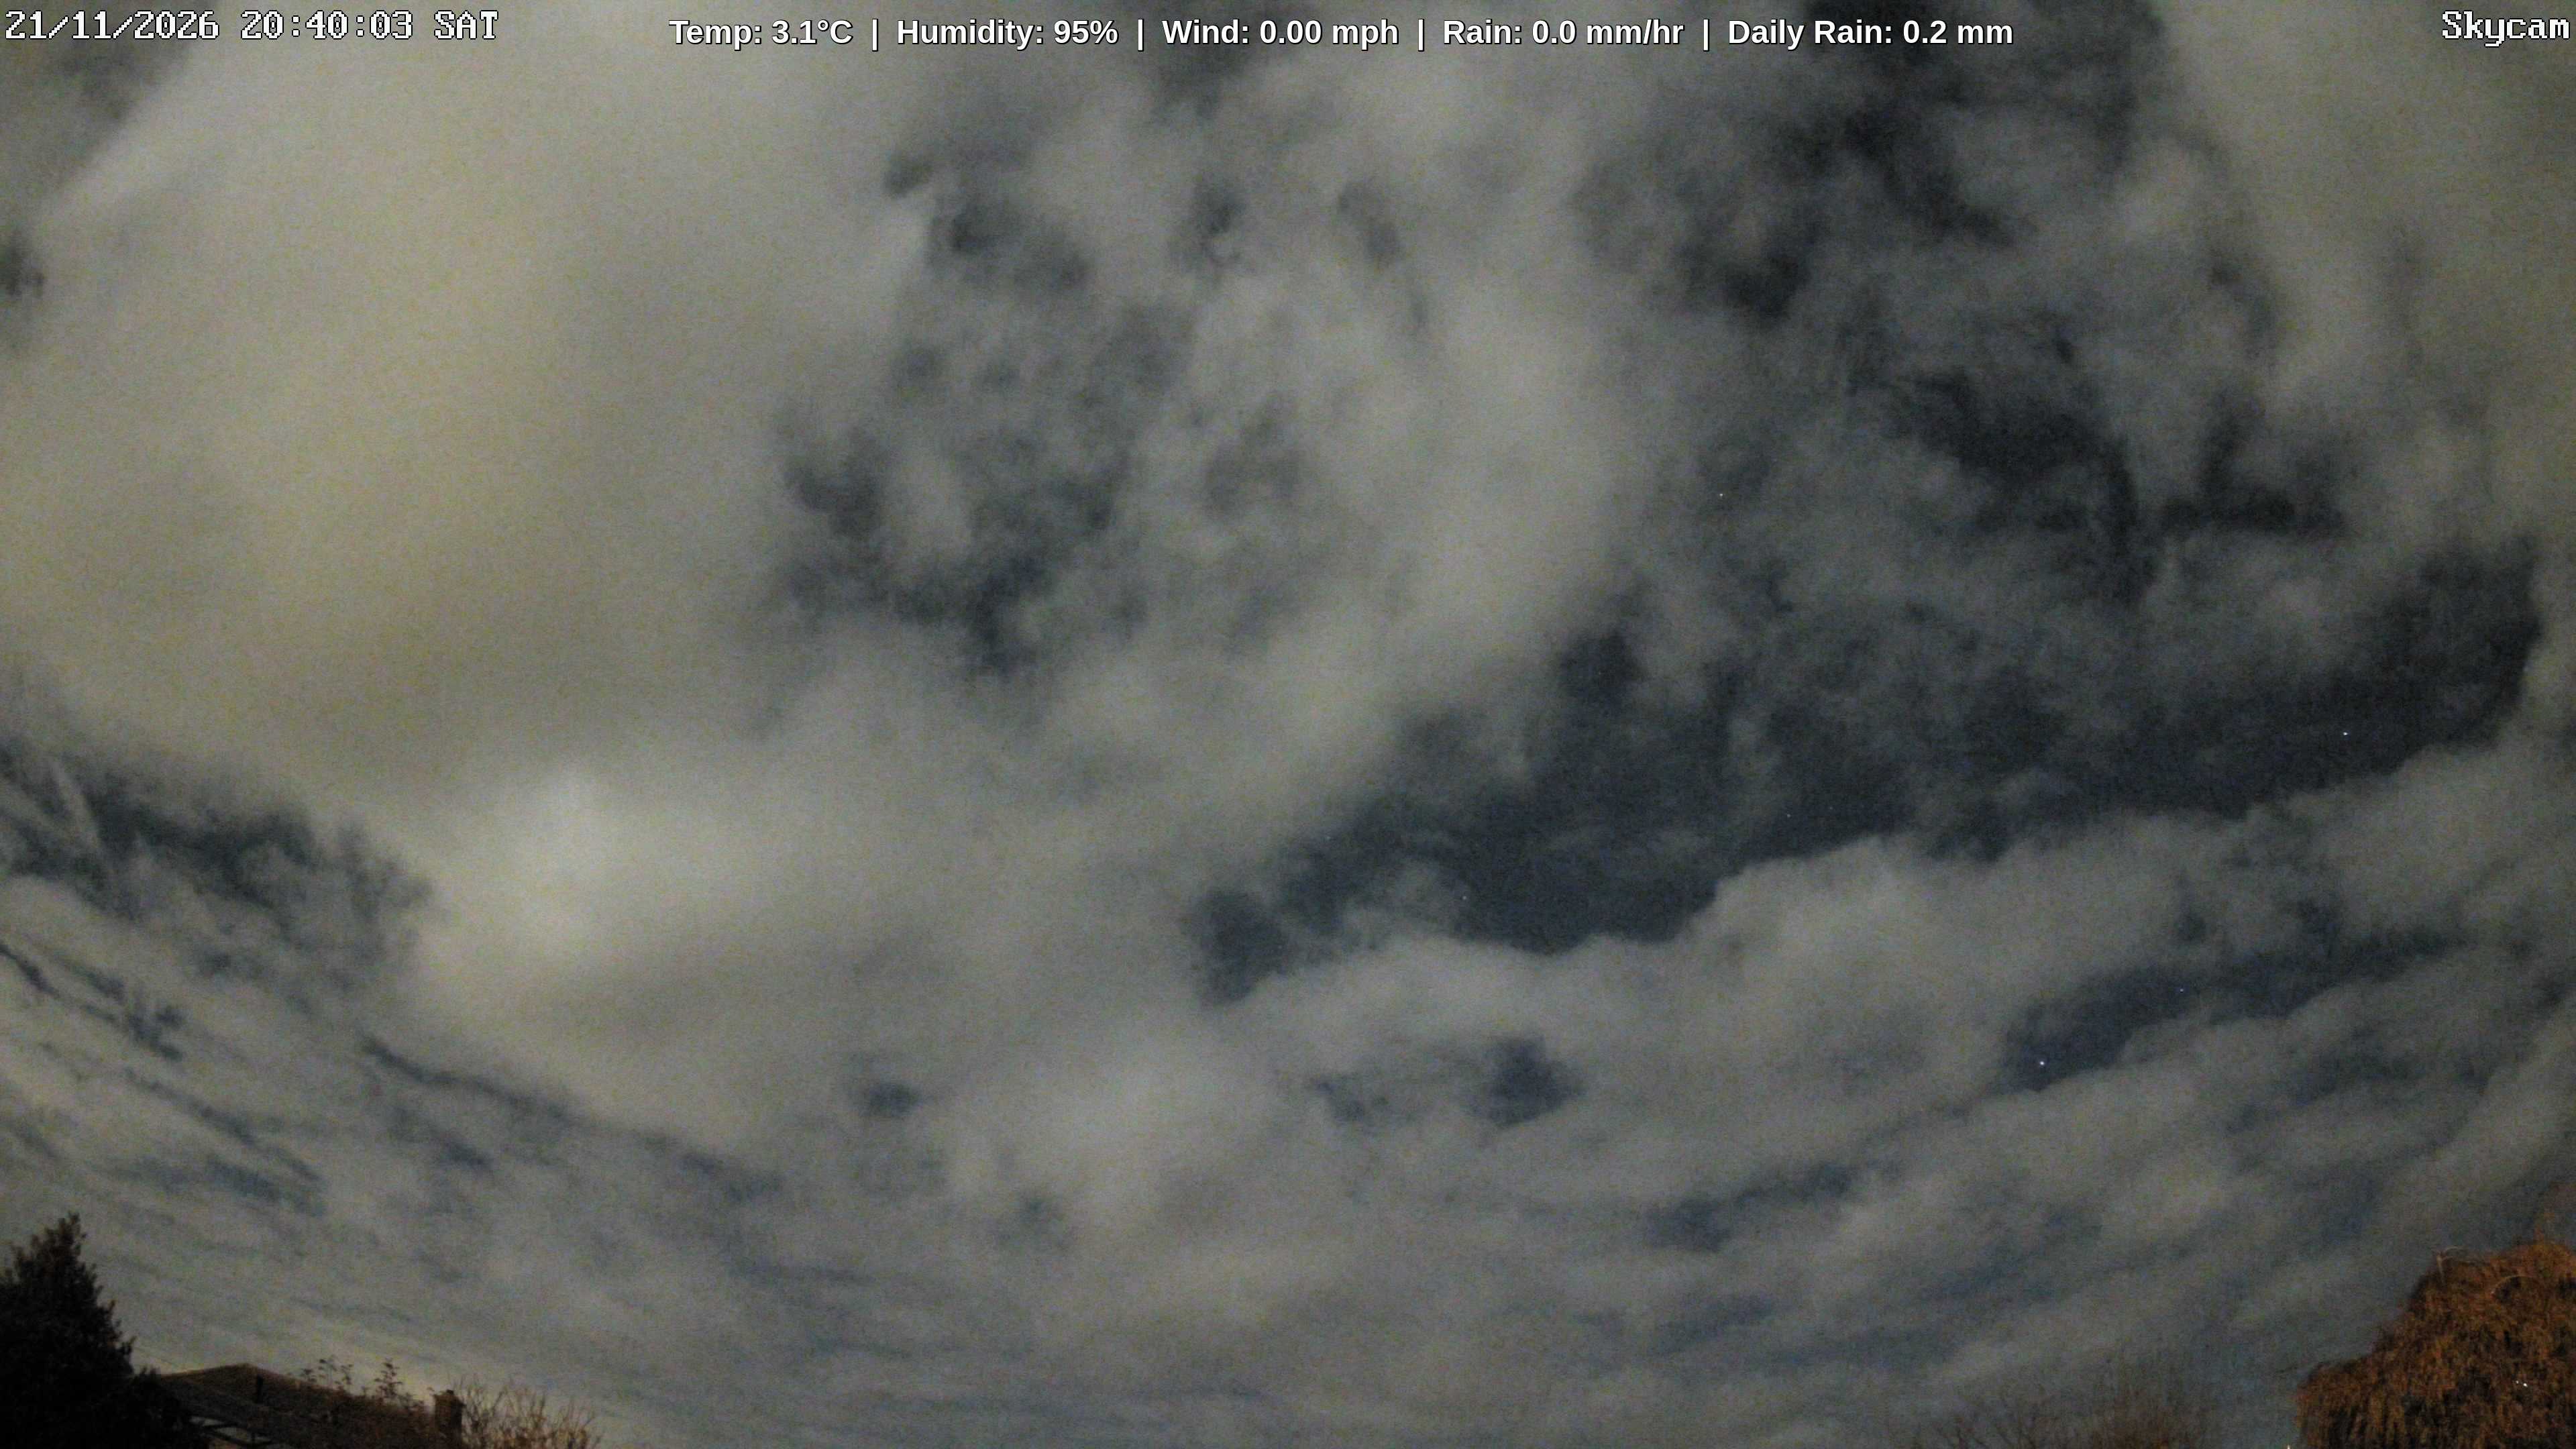 21/11/2026 20:40:03 SAT
Temp: 3.1°C | Humidity: 95% | Wind: 0.00 mph | Rain: 0.0 mm/hr | Daily Rain: 0.2 mm
Skycam